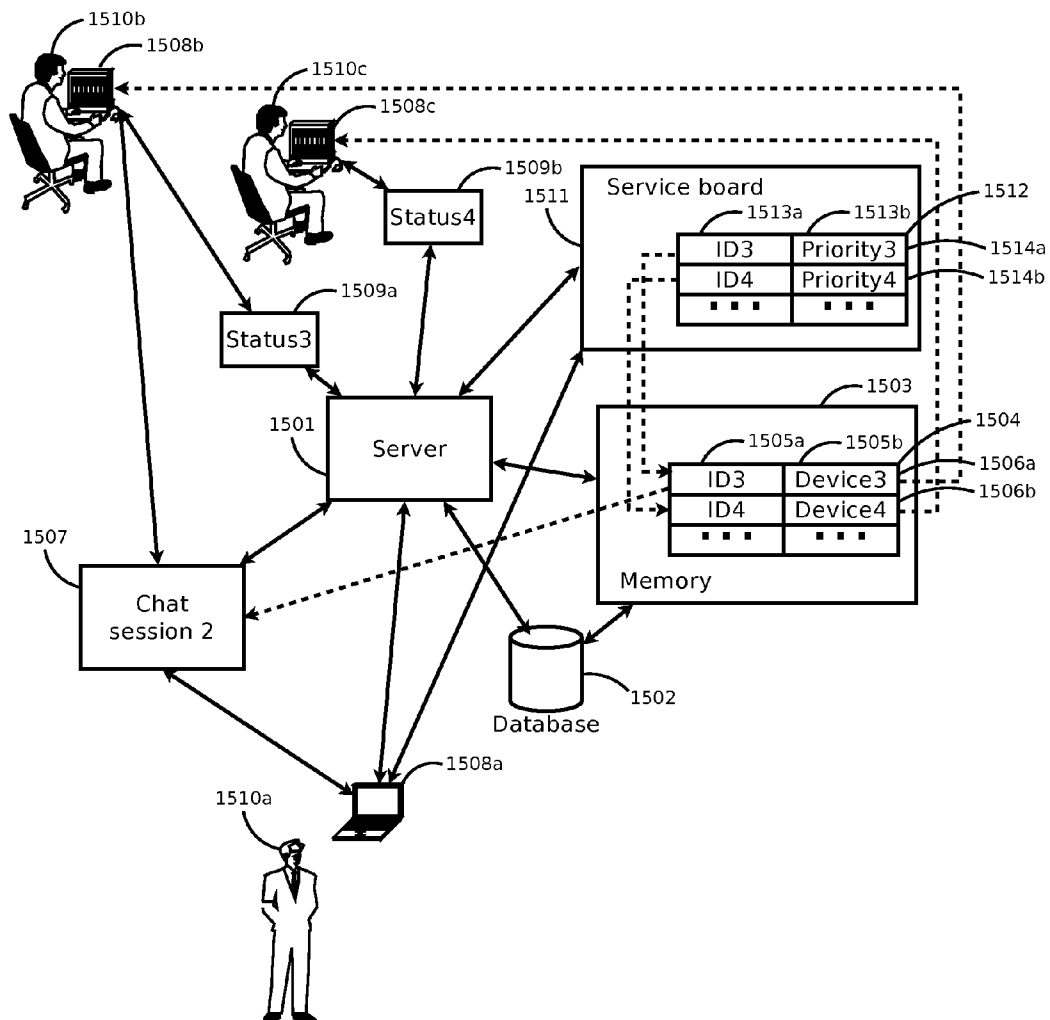 1510b
1508b
1510c
1508c
1509b
Status4
1511
Service board
1512
1513a
1513b
ID3
Priority3
1514a
ID4
Priority4
1514b
1509a
Status3
1503
1501
Server
1505a
1505b
1504
ID3
Device3
1506a
ID4
Device4
1506b
1507
Memory
Chat
session 2
1502
Database
1508a
1510a